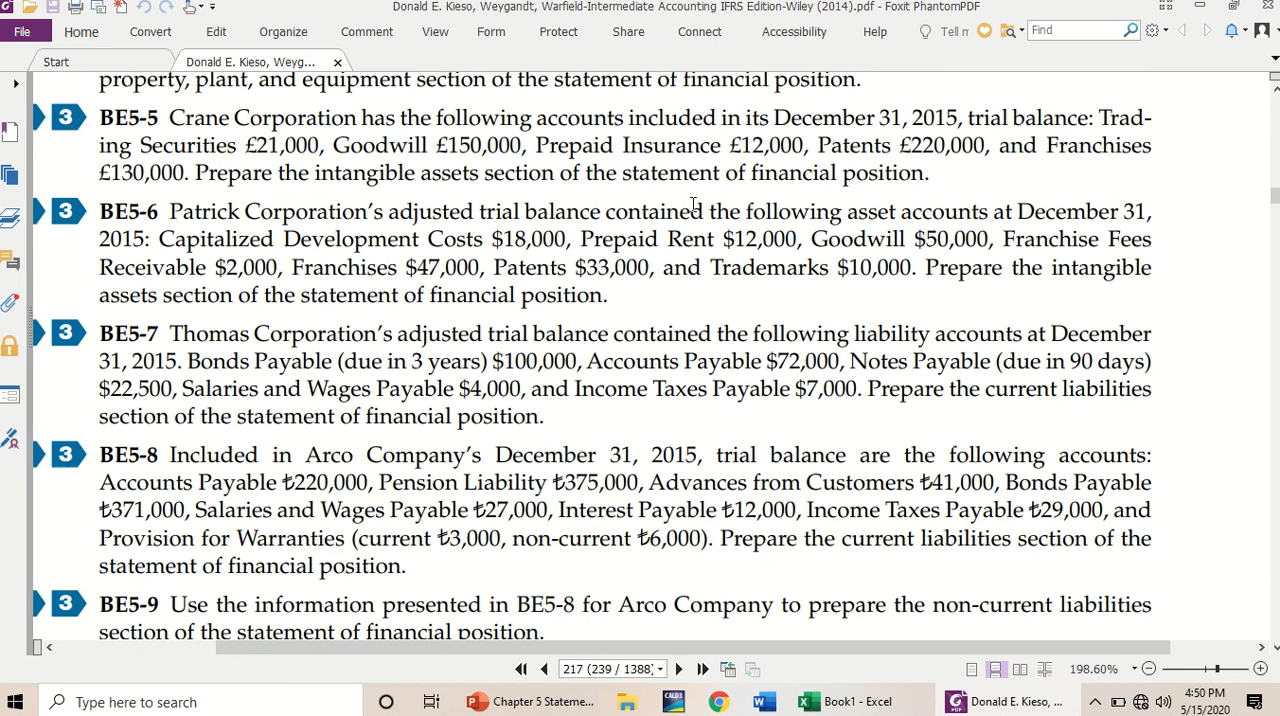 Donald E. Kieso, Weygandt, Warfield-Intermediate Accounting IFRS Edition-Wiley (2014).pdf - Foxit PhantomPDF
File Home Convert Edit Organize Comment View Form Protect Share Connect Accessibility Help Tell n Find
Start Donald E. Kieso, Weyg... ×
property, plant, and equipment section of the statement of financial position.
3 BE5-5 Crane Corporation has the following accounts included in its December 31, 2015, trial balance: Trad-
ing Securities £21,000, Goodwill £150,000, Prepaid Insurance £12,000, Patents £220,000, and Franchises
£130,000. Prepare the intangible assets section of the statement of financial position.
3 BE5-6 Patrick Corporation's adjusted trial balance contained the following asset accounts at December 31,
2015: Capitalized Development Costs $18,000, Prepaid Rent $12,000, Goodwill $50,000, Franchise Fees
Receivable $2,000, Franchises $47,000, Patents $33,000, and Trademarks $10,000. Prepare the intangible
assets section of the statement of financial position.
3 BE5-7 Thomas Corporation's adjusted trial balance contained the following liability accounts at December
31, 2015. Bonds Payable (due in 3 years) $100,000, Accounts Payable $72,000, Notes Payable (due in 90 days)
$22,500, Salaries and Wages Payable $4,000, and Income Taxes Payable $7,000. Prepare the current liabilities
section of the statement of financial position.
3 BE5-8 Included in Arco Company's December 31, 2015, trial balance are the following accounts:
Accounts Payable ₺220,000, Pension Liability ₺375,000, Advances from Customers ₺41,000, Bonds Payable
₺371,000, Salaries and Wages Payable ₺27,000, Interest Payable ₺12,000, Income Taxes Payable ₺29,000, and
Provision for Warranties (current ₺3,000, non-current ₺6,000). Prepare the current liabilities section of the
statement of financial position.
3 BE5-9 Use the information presented in BE5-8 for Arco Company to prepare the non-current liabilities
section of the statement of financial position.
217 (239 / 1388) 198.60%
Type here to search Chapter 5 Stateme... Book1 - Excel Donald E. Kieso, ... 4:50 PM
5/15/2020